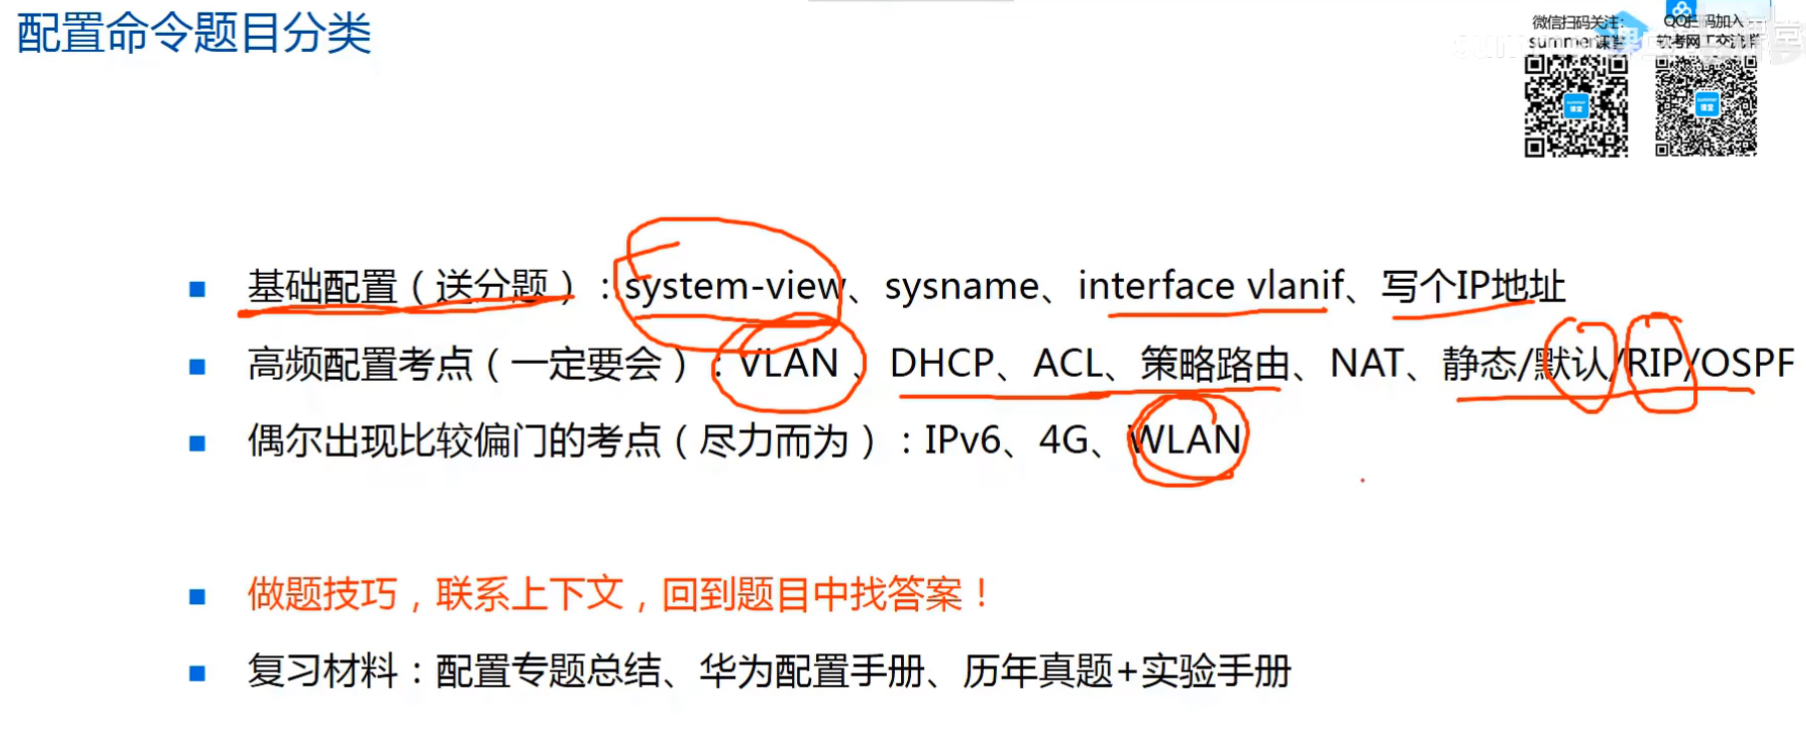 配置命令题目分类
微信扫码关注:
summer课堂
QQ扫码加入
软考网工交流群
■ 基础配置（送分题）: system-view、sysname、interface vlanif、写个IP地址
■ 高频配置考点（一定要会）: VLAN、DHCP、ACL、策略路由、NAT、静态/默认/RIP/OSPF
■ 偶尔出现比较偏门的考点（尽力而为）: IPv6、4G、WLAN
■ 做题技巧，联系上下文，回到题目中找答案！
■ 复习材料：配置专题总结、华为配置手册、历年真题+实验手册